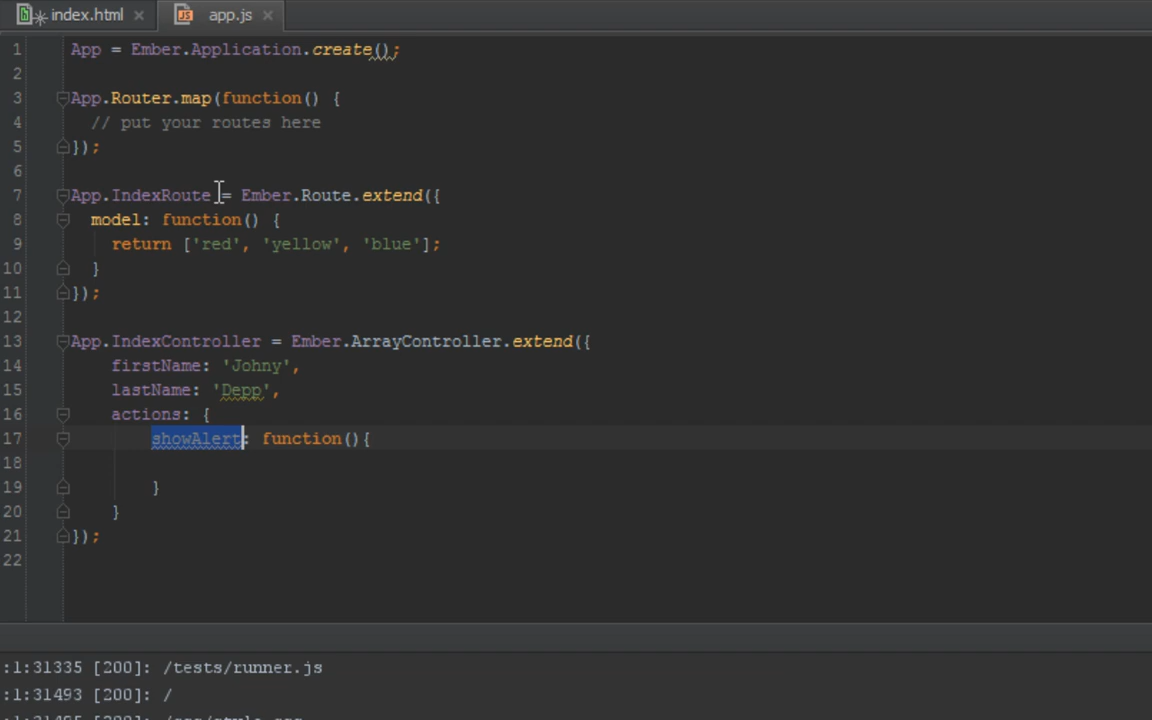 index.html
app.js
1 App = Ember.Application.create();
2
3 App.Router.map(function() {
4 // put your routes here
5 });
6
7 App.IndexRoute = Ember.Route.extend({
8 model: function() {
9 return ['red', 'yellow', 'blue'];
10 }
11 });
12
13 App.IndexController = Ember.ArrayController.extend({
14 firstName: 'Johny',
15 lastName: 'Depp',
16 actions: {
17 showAlert: function(){
18
19 }
20 }
21 });
22
:1:31335 [200]: /tests/runner.js
:1:31493 [200]: /